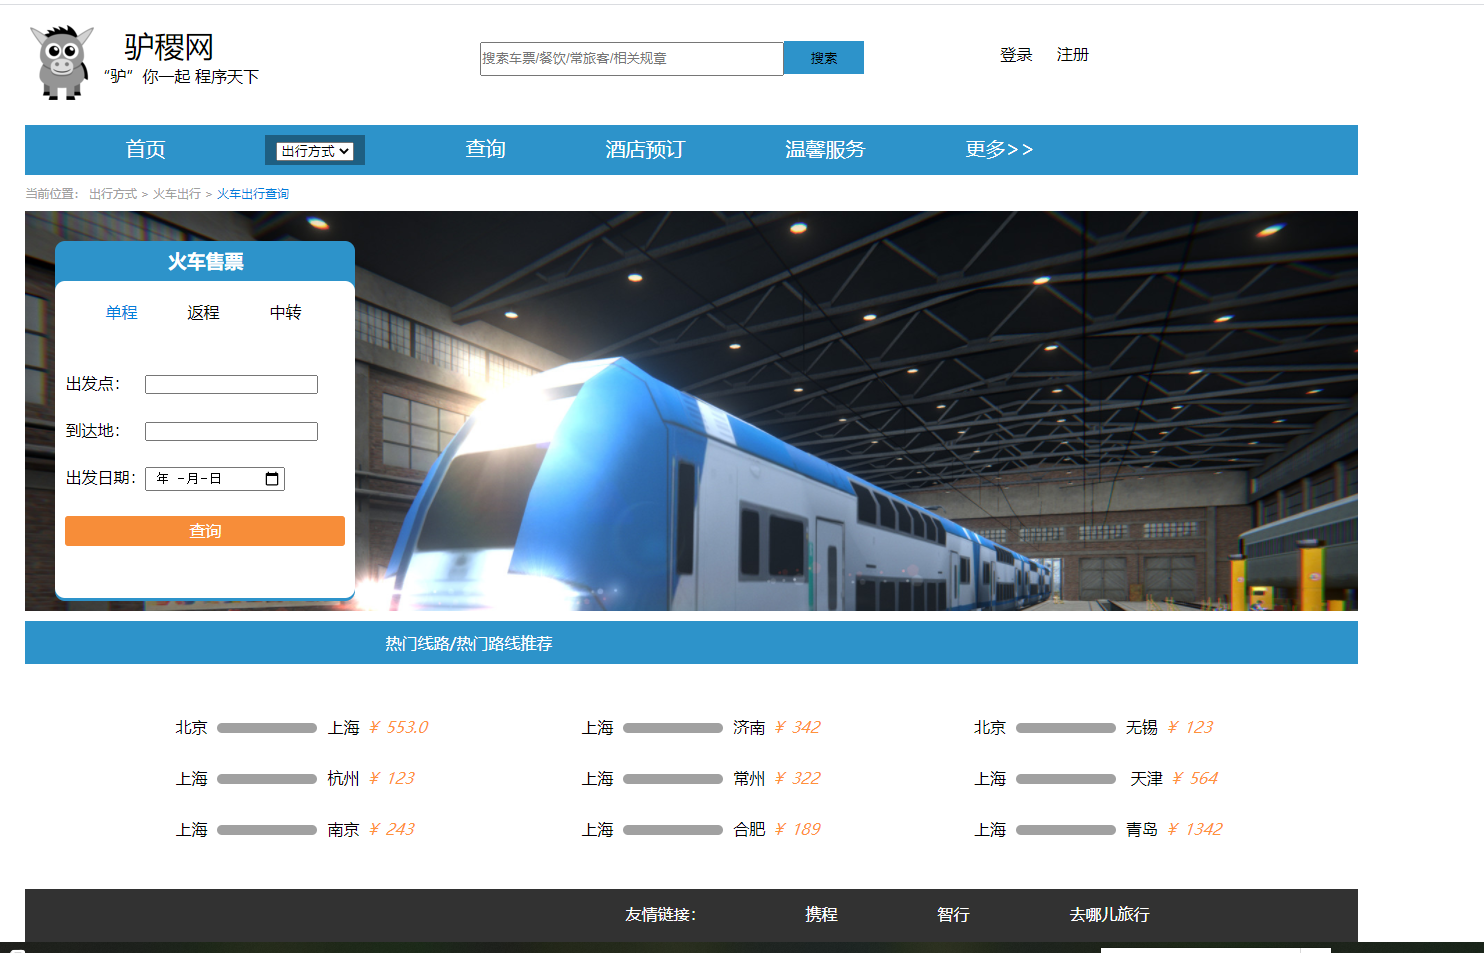 驴稷网
“驴”你一起 程序天下
搜索车票/餐饮/常旅客/相关规章
搜索
登录 注册
首页 出行方式 查询 酒店预订 温馨服务 更多>>
当前位置: 出行方式 > 火车出行 > 火车出行查询
火车售票
单程 返程 中转
出发点:
到达地:
出发日期: 年 -月-日
查询
热门线路/热门路线推荐
北京 上海 ¥ 553.0 上海 济南 ¥ 342 北京 无锡 ¥ 123
上海 杭州 ¥ 123 上海 常州 ¥ 322 上海 天津 ¥ 564
上海 南京 ¥ 243 上海 合肥 ¥ 189 上海 青岛 ¥ 1342
友情链接: 携程 智行 去哪儿旅行